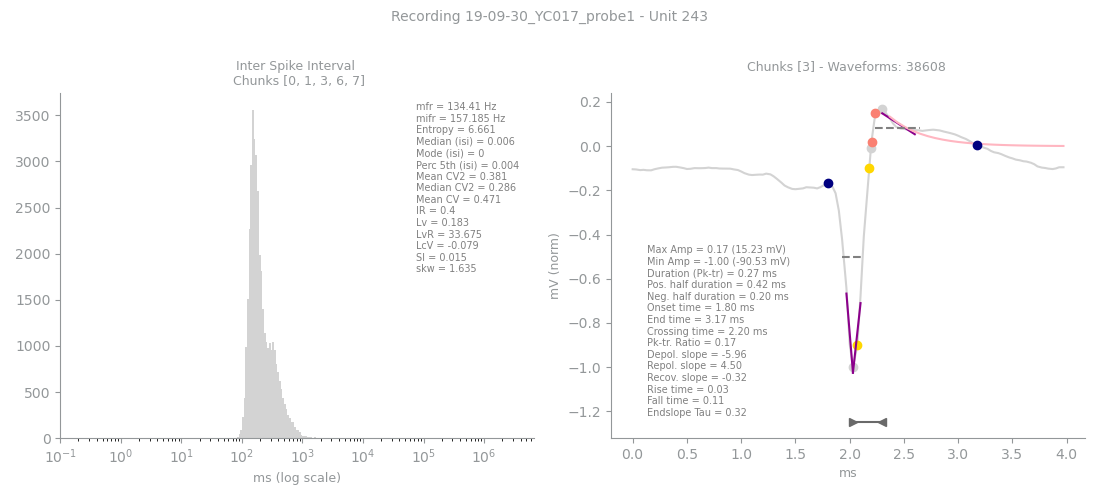 Recording 19-09-30_YC017_probe1 - Unit 243
Inter Spike Interval
Chunks [0, 1, 3, 6, 7]
3500
3000
2500
2000
1500
1000
500
0
mfr = 134.41 Hz
mifr = 157.185 Hz
Entropy = 6.661
Median (isi) = 0.006
Mode (isi) = 0
Perc 5th (isi) = 0.004
Mean CV2 = 0.381
Median CV2 = 0.286
Mean CV = 0.471
IR = 0.4
Lv = 0.183
LvR = 33.675
LcV = -0.079
SI = 0.015
skw = 1.635
10⁻¹ 10⁰ 10¹ 10² 10³ 10⁴ 10⁵ 10⁶
ms (log scale)
Chunks [3] - Waveforms: 38608
mV (norm)
0.2
0.0
−0.2
−0.4
−0.6
−0.8
−1.0
−1.2
Max Amp = 0.17 (15.23 mV)
Min Amp = -1.00 (-90.53 mV)
Duration (Pk-tr) = 0.27 ms
Pos. half duration = 0.42 ms
Neg. half duration = 0.20 ms
Onset time = 1.80 ms
End time = 3.17 ms
Crossing time = 2.20 ms
Pk-tr. Ratio = 0.17
Depol. slope = -5.96
Repol. slope = 4.50
Recov. slope = -0.32
Rise time = 0.03
Fall time = 0.11
Endslope Tau = 0.32
0.0 0.5 1.0 1.5 2.0 2.5 3.0 3.5 4.0
ms